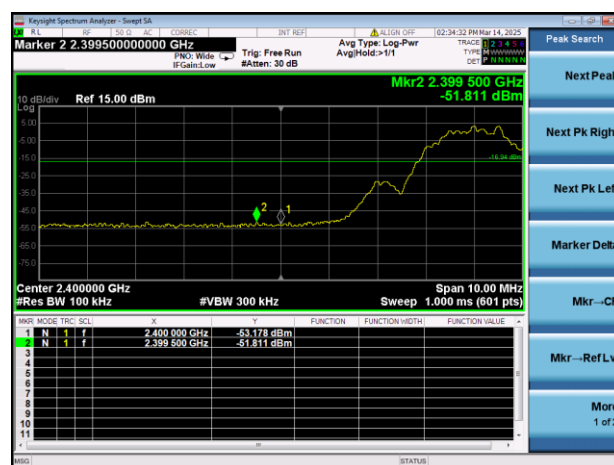 Keysight Spectrum Analyzer - Swept SA
RL RF 50 Ω AC CORREC INT REF ALIGN OFF 02:34:32 PM Mar 14, 2025
Marker 2 2.399500000000 GHz
PNO: Wide
IFGain:Low
Trig: Free Run
#Atten: 30 dB
Avg Type: Log-Pwr
Avg|Hold:>1/1
TRACE 1 2 3 4 5 6
TYPE M WWWWW
DET P N N N N N
Peak Search
Mkr2 2.399 500 GHz
-51.811 dBm
10 dB/div Ref 15.00 dBm
Log
5.00
-5.00
-15.0
-16.94 dBm
-25.0
-35.0
-45.0
-55.0
-65.0
-75.0
2
1
Center 2.400000 GHz
Span 10.00 MHz
#Res BW 100 kHz #VBW 300 kHz Sweep 1.000 ms (601 pts)
MKR MODE TRC SCL X Y FUNCTION FUNCTION WIDTH FUNCTION VALUE
1 N 1 f 2.400 000 GHz -53.178 dBm
2 N 1 f 2.399 500 GHz -51.811 dBm
3
4
5
6
7
8
9
10
11
Next Peak
Next Pk Righ
Next Pk Left
Marker Delta
Mkr→CF
Mkr→Ref Lv
More
1 of 2
MSG STATUS